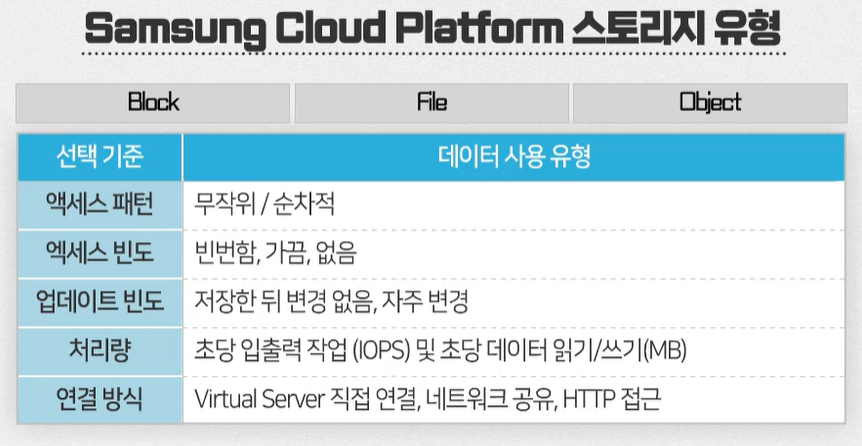 Samsung Cloud Platform 스토리지 유형
Block File Object
선택 기준 데이터 사용 유형
액세스 패턴 무작위 / 순차적
엑세스 빈도 빈번함, 가끔, 없음
업데이트 빈도 저장한 뒤 변경 없음, 자주 변경
처리량 초당 입출력 작업 (IOPS) 및 초당 데이터 읽기/쓰기(MB)
연결 방식 Virtual Server 직접 연결, 네트워크 공유, HTTP 접근